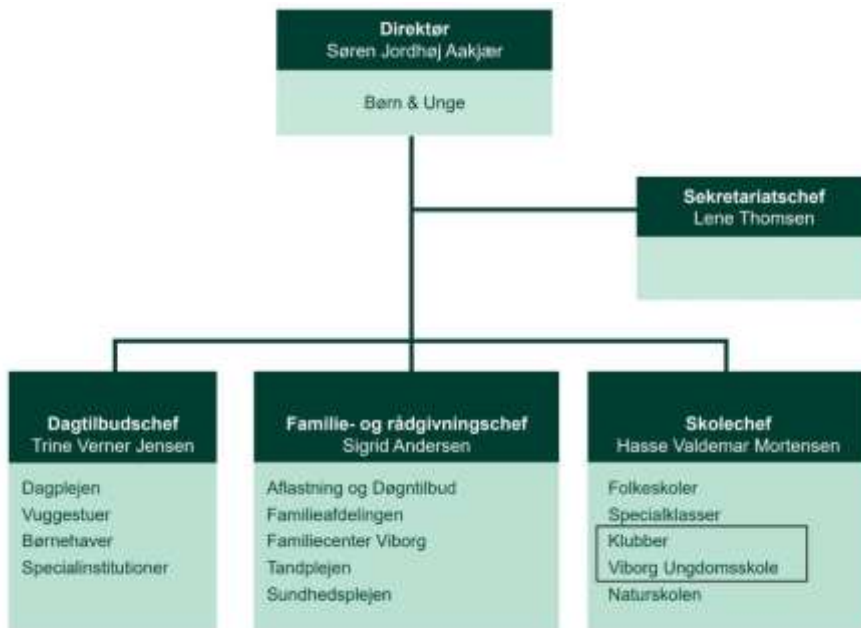 Direktør
Søren Jordhøj Aakjær
Børn & Unge
Sekretariatschef
Lene Thomsen
Dagtilbudschef
Trine Verner Jensen
Dagplejen
Vuggestuer
Børnehaver
Specialinstitutioner
Familie- og rådgivningschef
Sigrid Andersen
Aflastning og Døgntilbud
Familieafdelingen
Familiecenter Viborg
Tandplejen
Sundhedsplejen
Skolechef
Hasse Valdemar Mortensen
Folkeskoler
Specialklasser
Klubber
Viborg Ungdomsskole
Naturskolen